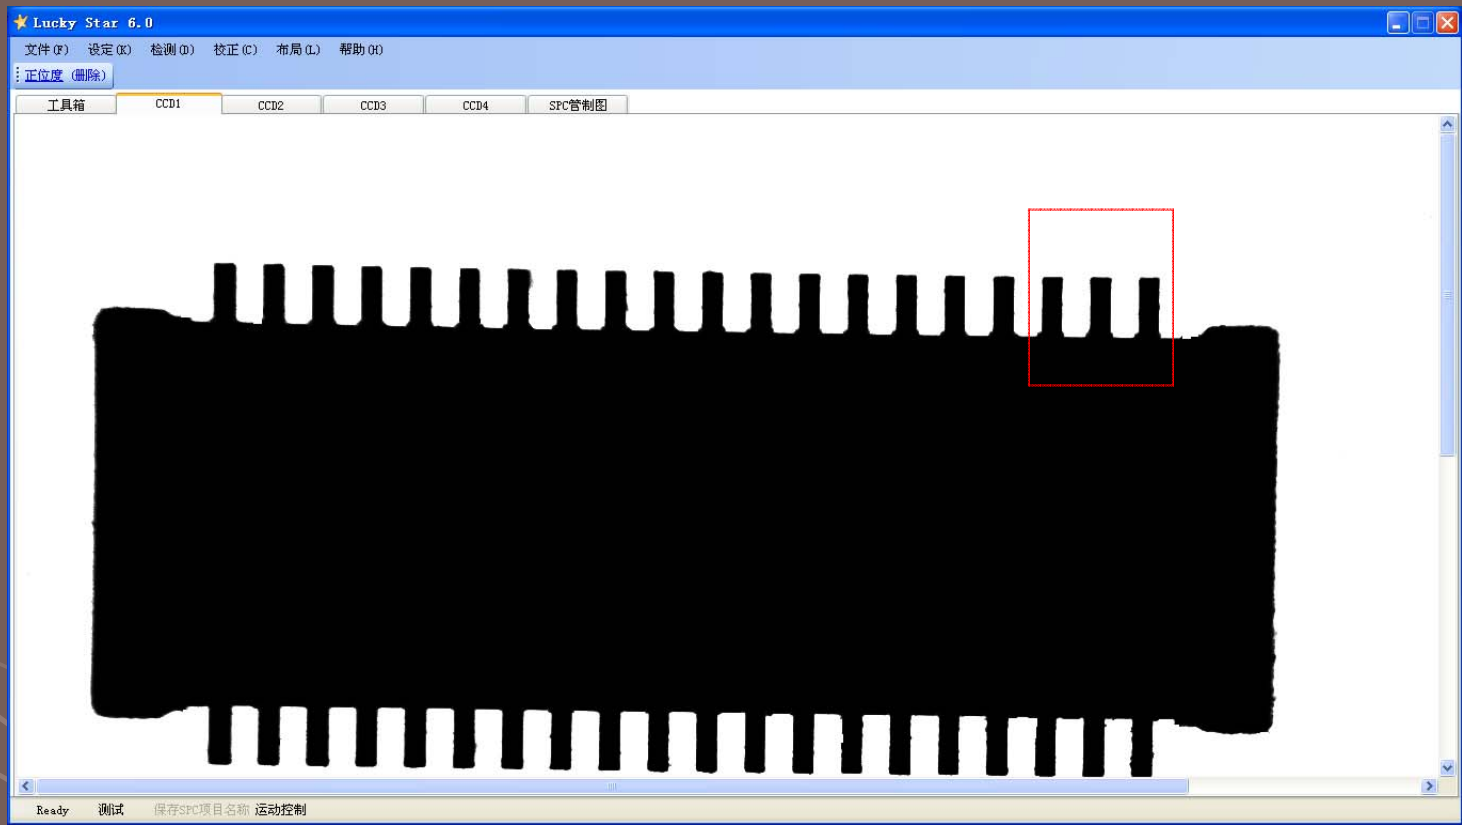 Lucky Star 6.0
文件(F) 设定(K) 检测(D) 校正(C) 布局(L) 帮助(H)
正位度 (删除)
工具箱 CCD1 CCD2 CCD3 CCD4 SPC管制图
Ready 测试 保存SPC项目名称 运动控制